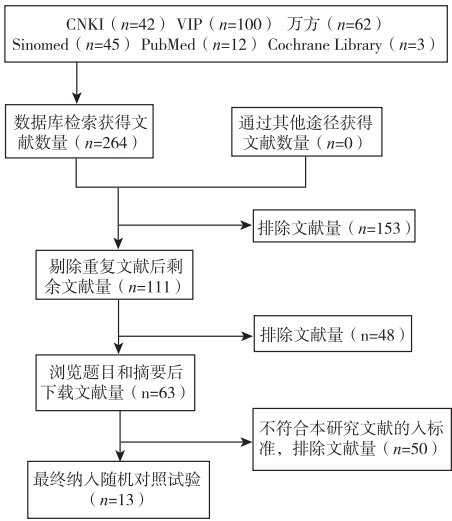 CNKI（n=42） VIP（n=100） 万方（n=62）
Sinomed（n=45） PubMed（n=12） Cochrane Library（n=3）
数据库检索获得文
献数量（n=264）
通过其他途径获得
文献数量（n=0）
排除文献量（n=153）
剔除重复文献后剩
余文献量（n=111）
排除文献量（n=48）
浏览题目和摘要后
下载文献量（n=63）
不符合本研究文献的入标
准，排除文献量（n=50）
最终纳入随机对照试验
（n=13）